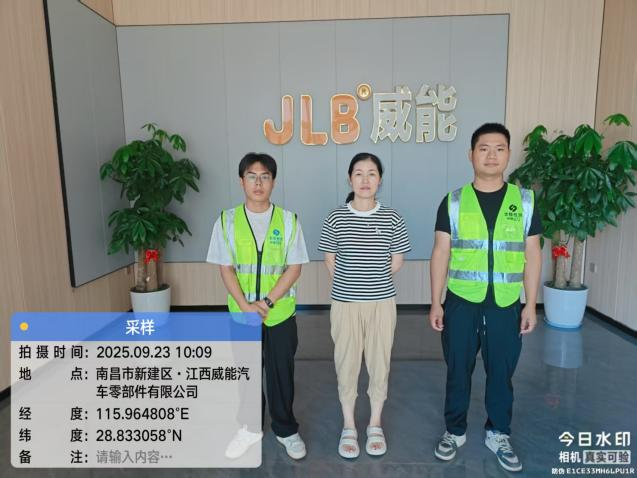 JLB 威能
采样
拍摄时间：2025.09.23 10:09
地 点：南昌市新建区·江西威能汽
车零部件有限公司
经 度：115.964808°E
纬 度：28.833058°N
备 注：请输入内容…
今日水印
相机 真实可验
防伪 E1CE33MH6LPU1R